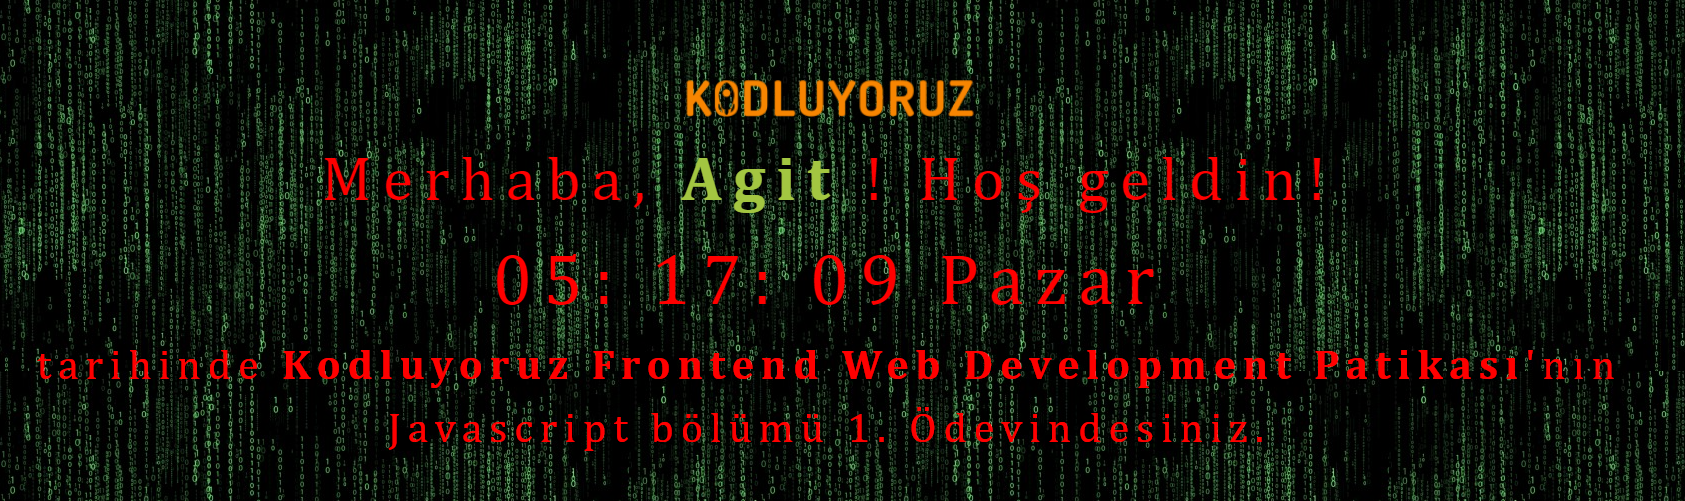 KODLUYORUZ
Merhaba, Agit ! Hoş geldin!
05: 17: 09 Pazar
tarihinde Kodluyoruz Frontend Web Development Patikası'nın
Javascript bölümü 1. Ödevindesiniz.